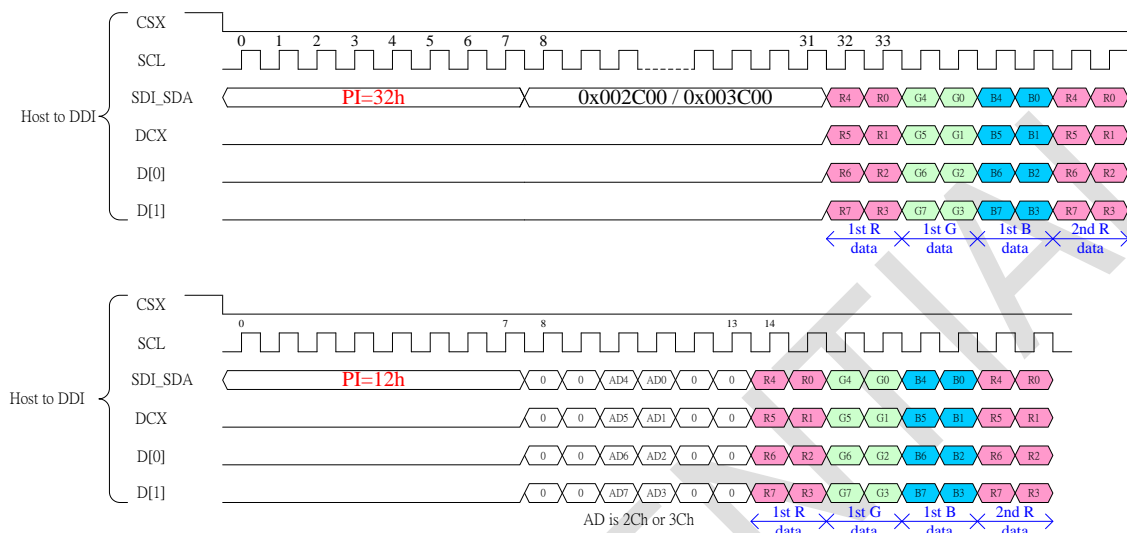 CSX
0 1 2 3 4 5 6 7 8 31 32 33
SCL
SDI_SDA PI=32h 0x002C00 / 0x003C00 R4 R0 G4 G0 B4 B0 R4 R0
Host to DDI
DCX R5 R1 G5 G1 B5 B1 R5 R1
D[0] R6 R2 G6 G2 B6 B2 R6 R2
D[1] R7 R3 G7 G3 B7 B3 R7 R3
1st R data 1st G data 1st B data 2nd R data
CSX
0 7 8 13 14
SCL
SDI_SDA PI=12h 0 0 AD4 AD0 0 0 R4 R0 G4 G0 B4 B0 R4 R0
Host to DDI
DCX 0 0 AD5 AD1 0 0 R5 R1 G5 G1 B5 B1 R5 R1
D[0] 0 0 AD6 AD2 0 0 R6 R2 G6 G2 B6 B2 R6 R2
D[1] 0 0 AD7 AD3 0 0 R7 R3 G7 G3 B7 B3 R7 R3
AD is 2Ch or 3Ch 1st R data 1st G data 1st B data 2nd R data